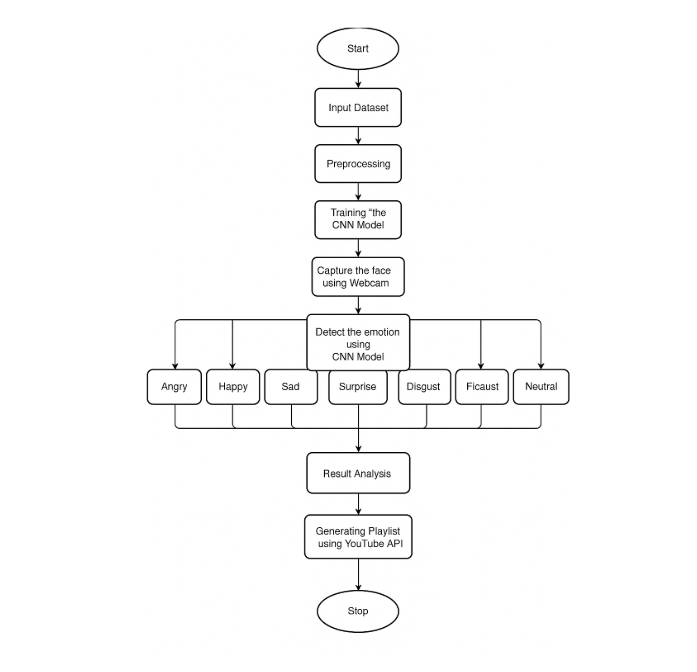 Start
Input Dataset
Preprocessing
Training “the
CNN Model
Capture the face
using Webcam
Detect the emotion
using
CNN Model
Angry
Happy
Sad
Surprise
Disgust
Ficaust
Neutral
Result Analysis
Generating Playlist
using YouTube API
Stop